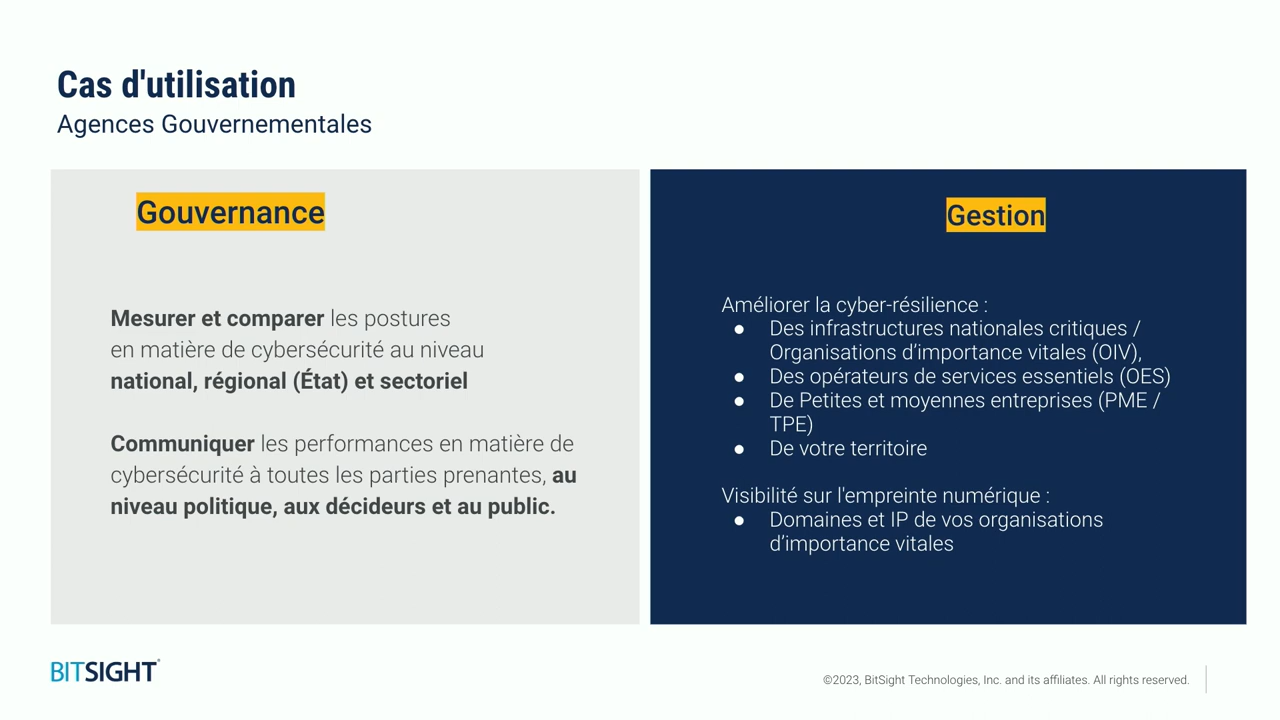 Cas d'utilisation
Agences Gouvernementales
Gouvernance
Mesurer et comparer les postures
en matière de cybersécurité au niveau
national, régional (État) et sectoriel
Communiquer les performances en matière de
cybersécurité à toutes les parties prenantes, au
niveau politique, aux décideurs et au public.
Gestion
Améliorer la cyber-résilience :
● Des infrastructures nationales critiques /
Organisations d’importance vitales (OIV),
● Des opérateurs de services essentiels (OES)
● De Petites et moyennes entreprises (PME /
TPE)
● De votre territoire
Visibilité sur l'empreinte numérique :
● Domaines et IP de vos organisations
d’importance vitales
BITSIGHT
©2023, BitSight Technologies, Inc. and its affiliates. All rights reserved.